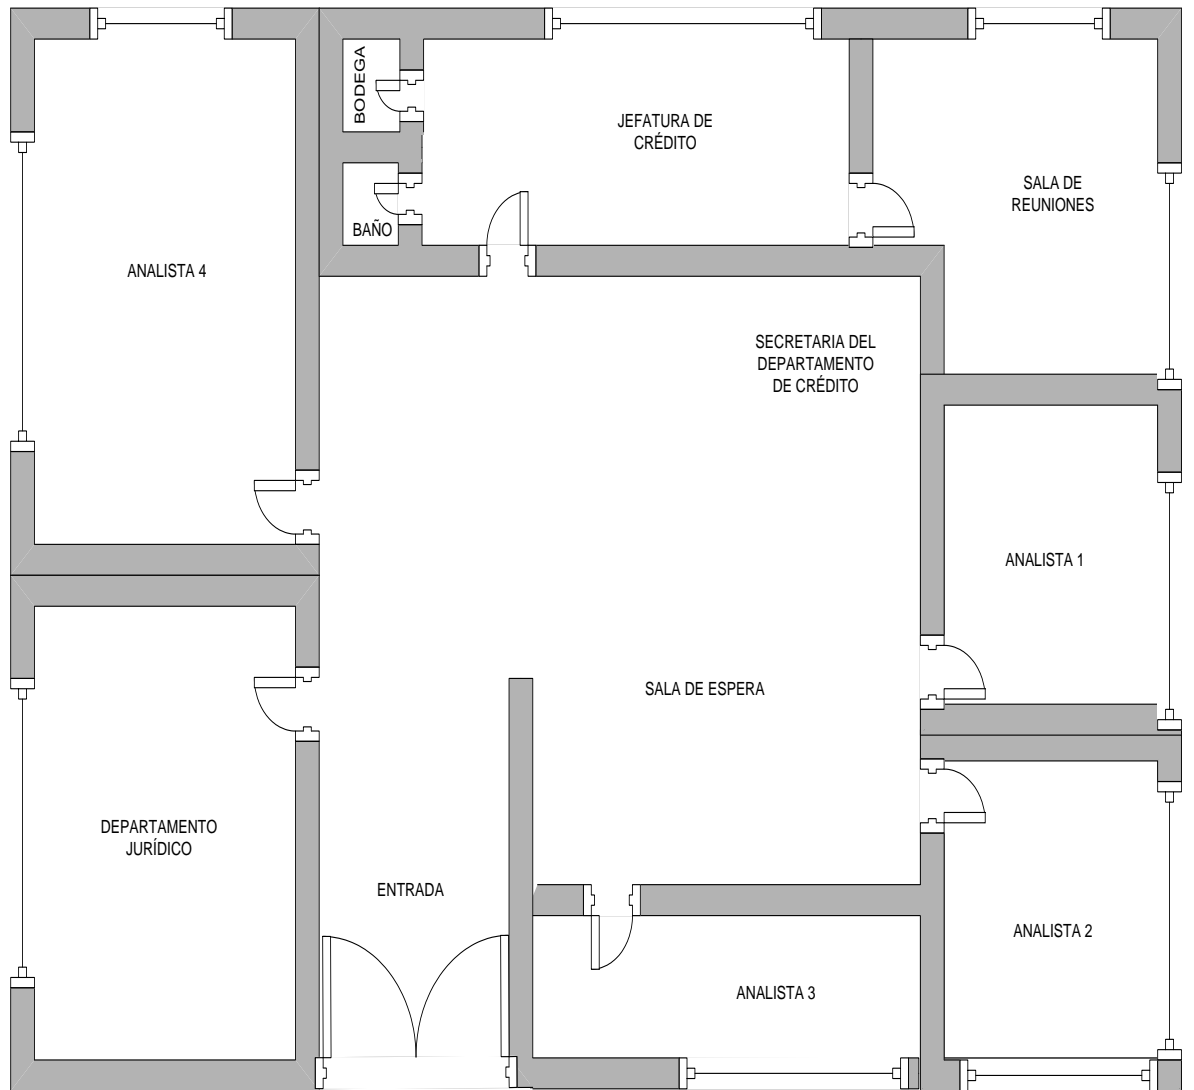 BODEGA
JEFATURA DE
CRÉDITO
SALA DE
REUNIONES
BAÑO
ANALISTA 4
SECRETARIA DEL
DEPARTAMENTO
DE CRÉDITO
ANALISTA 1
SALA DE ESPERA
DEPARTAMENTO
JURÍDICO
ENTRADA
ANALISTA 2
ANALISTA 3